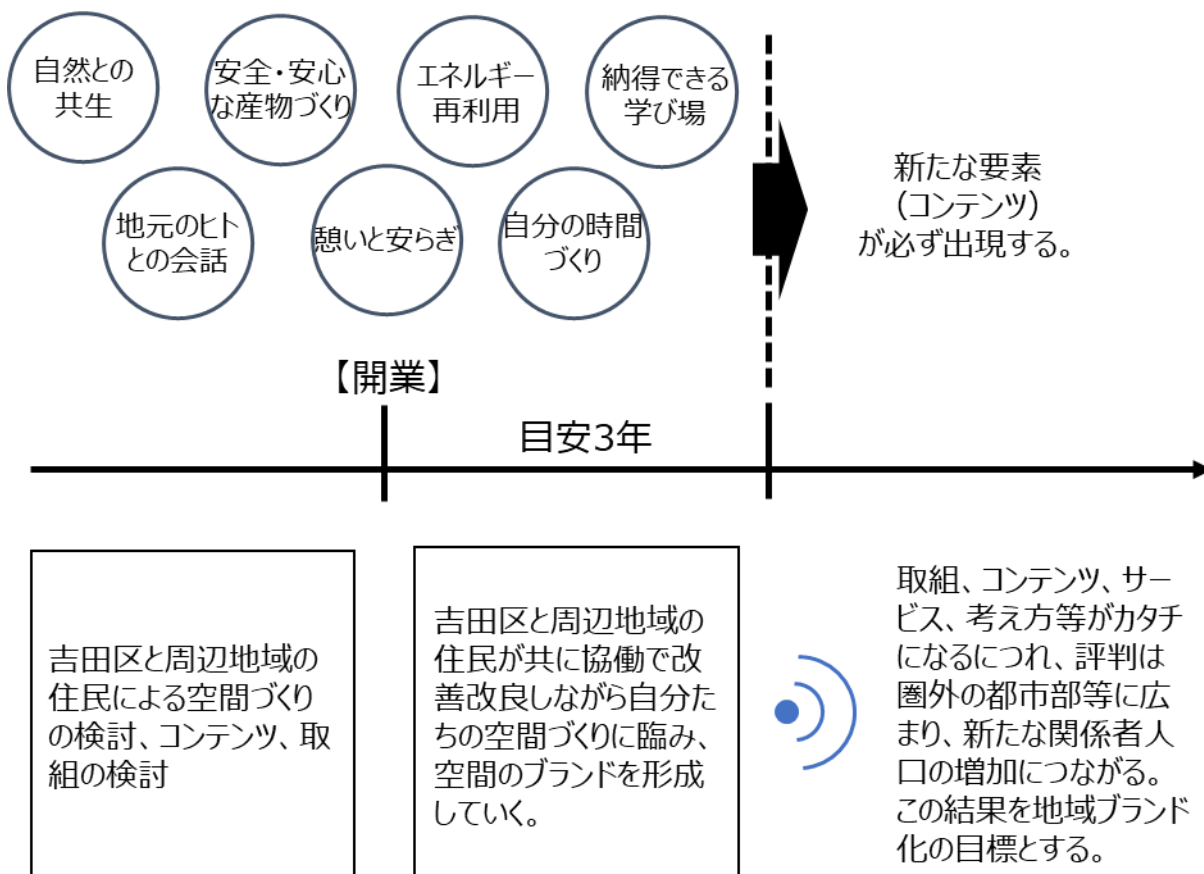 自然との
共生
安全・安心
な産物づくり
エネルギー
再利用
納得できる
学び場
地元のヒト
との会話
憩いと安らぎ
自分の時間
づくり
新たな要素
（コンテンツ）
が必ず出現する。
【開業】
目安3年
吉田区と周辺地域の
住民による空間づくり
の検討、コンテンツ、取
組の検討
吉田区と周辺地域の
住民が共に協働で改
善改良しながら自分た
ちの空間づくりに臨み、
空間のブランドを形成
していく。
取組、コンテンツ、サー
ビス、考え方等がカタチ
になるにつれ、評判は
圏外の都市部等に広
まり、新たな関係者人
口の増加につながる。
この結果を地域ブランド
化の目標とする。